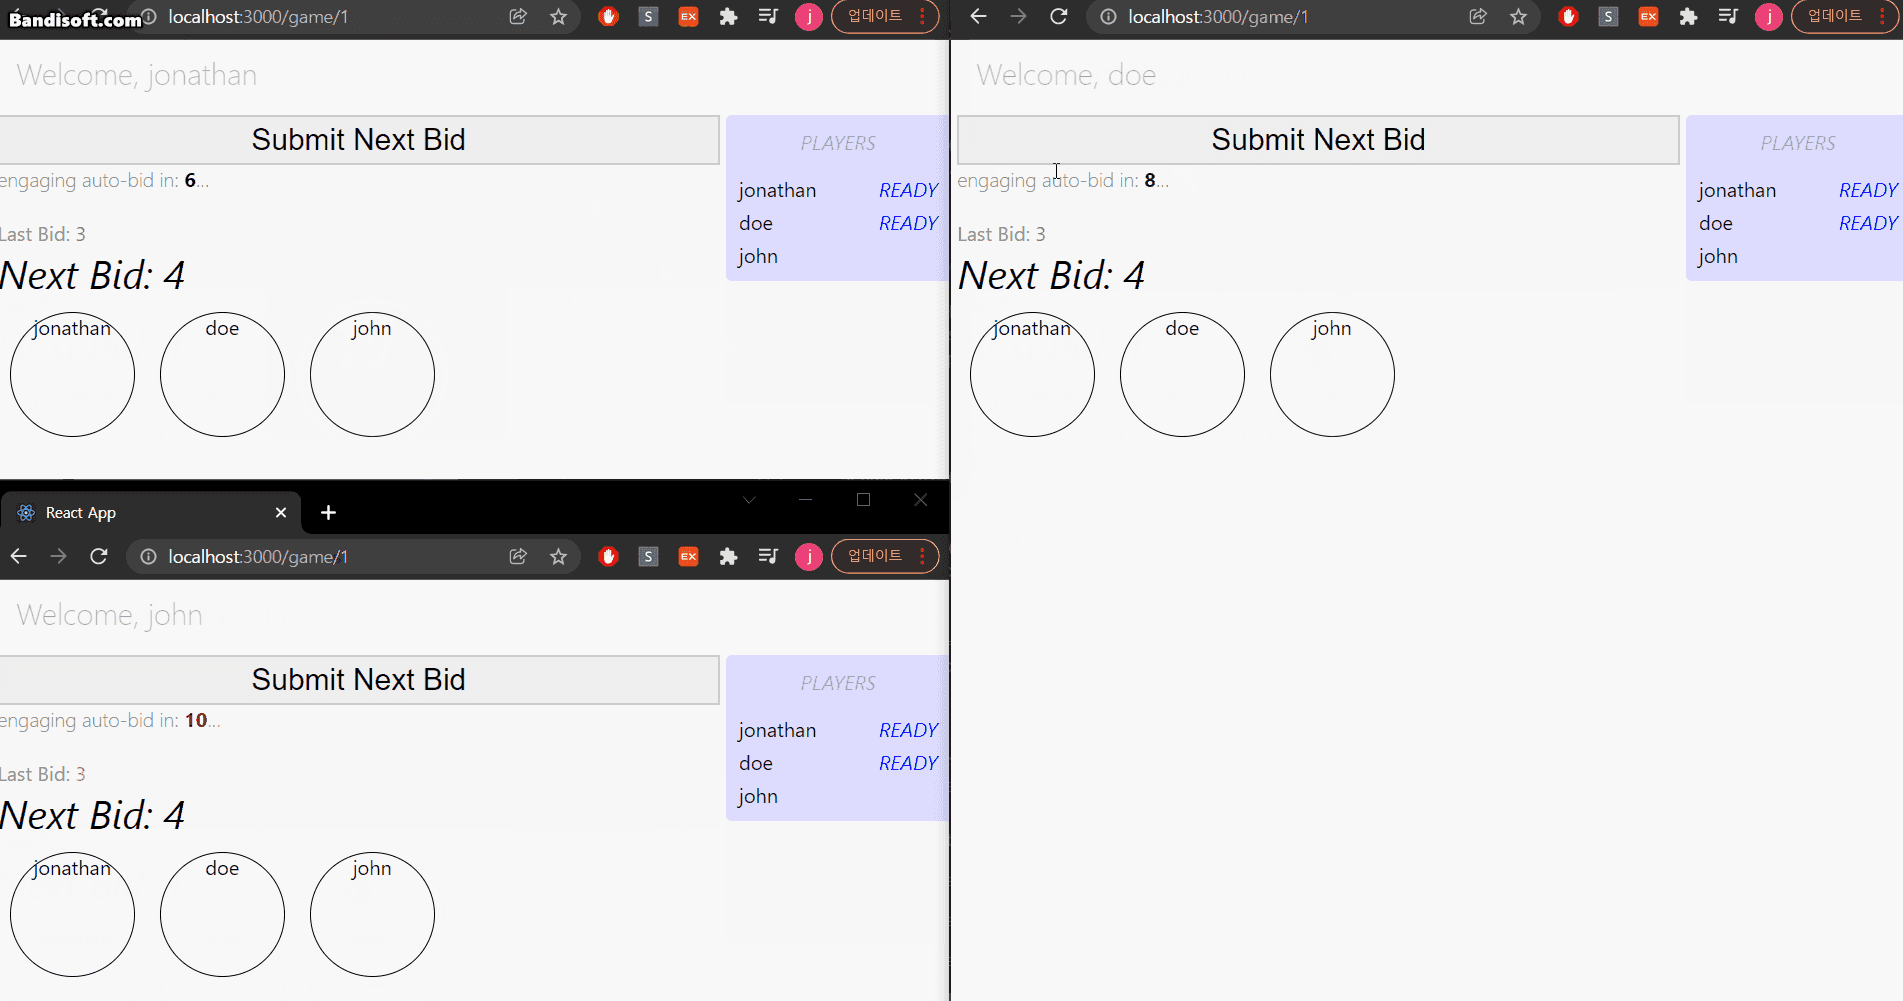 Bandisoft.com
localhost:3000/game/1
S
EX
j
업데이트
Welcome, jonathan
Submit Next Bid
engaging auto-bid in: 6...
Last Bid: 3
Next Bid: 4
jonathan doe john
PLAYERS
jonathan READY
doe READY
john
localhost:3000/game/1
S
EX
j
업데이트
Welcome, doe
Submit Next Bid
engaging auto-bid in: 8...
Last Bid: 3
Next Bid: 4
jonathan doe john
PLAYERS
jonathan READY
doe READY
john
React App
localhost:3000/game/1
S
EX
j
업데이트
Welcome, john
Submit Next Bid
engaging auto-bid in: 10...
Last Bid: 3
Next Bid: 4
jonathan doe john
PLAYERS
jonathan READY
doe READY
john